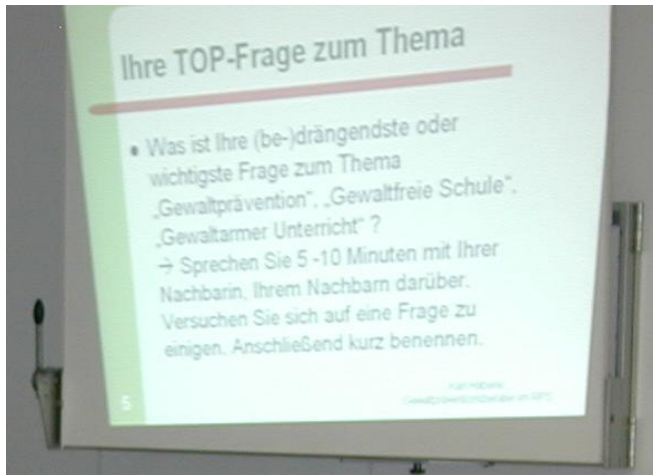 Ihre TOP-Frage zum Thema
• Was ist Ihre (be-)drängendste oder
wichtigste Frage zum Thema
„Gewaltprävention“, „Gewaltfreie Schule“,
„Gewaltarmer Unterricht“ ?
→ Sprechen Sie 5 -10 Minuten mit Ihrer
Nachbarin, Ihrem Nachbarn darüber.
Versuchen Sie sich auf eine Frage zu
einigen. Anschließend kurz benennen.
5